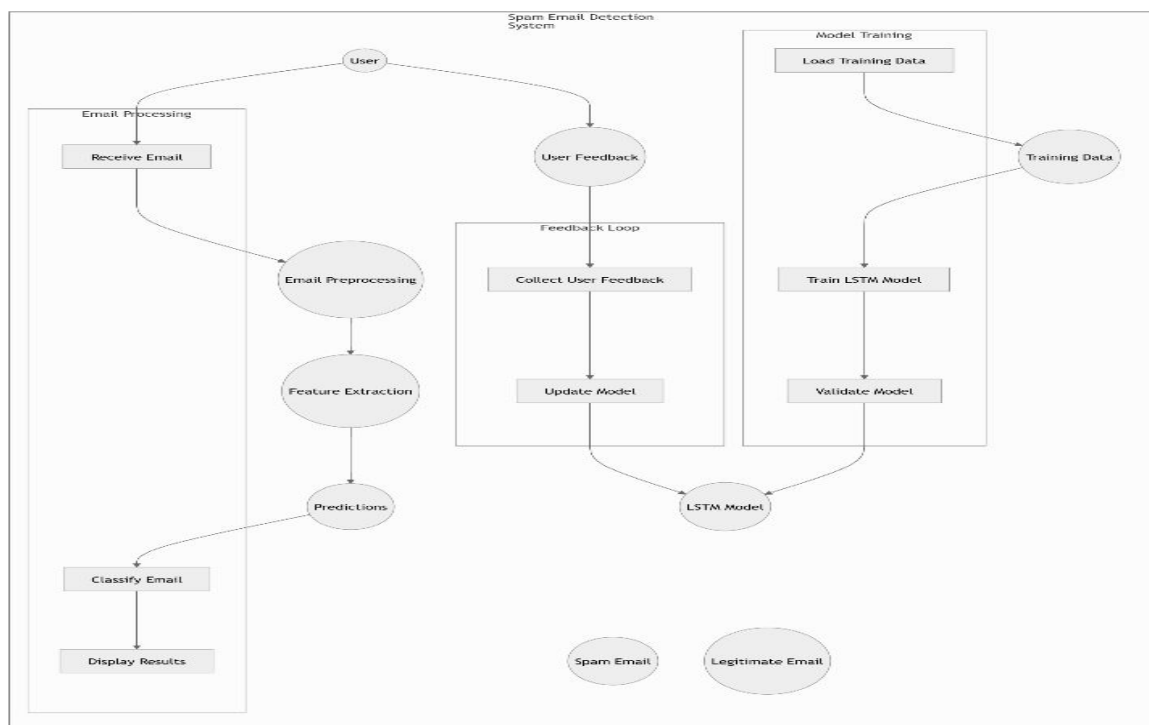 Spam Email Detection
System
Model Training
User
Load Training Data
Email Processing
Receive Email
User Feedback
Training Data
Feedback Loop
Email Preprocessing
Collect User Feedback
Train LSTM Model
Feature Extraction
Update Model
Validate Model
Predictions
LSTM Model
Classify Email
Display Results
Spam Email
Legitimate Email